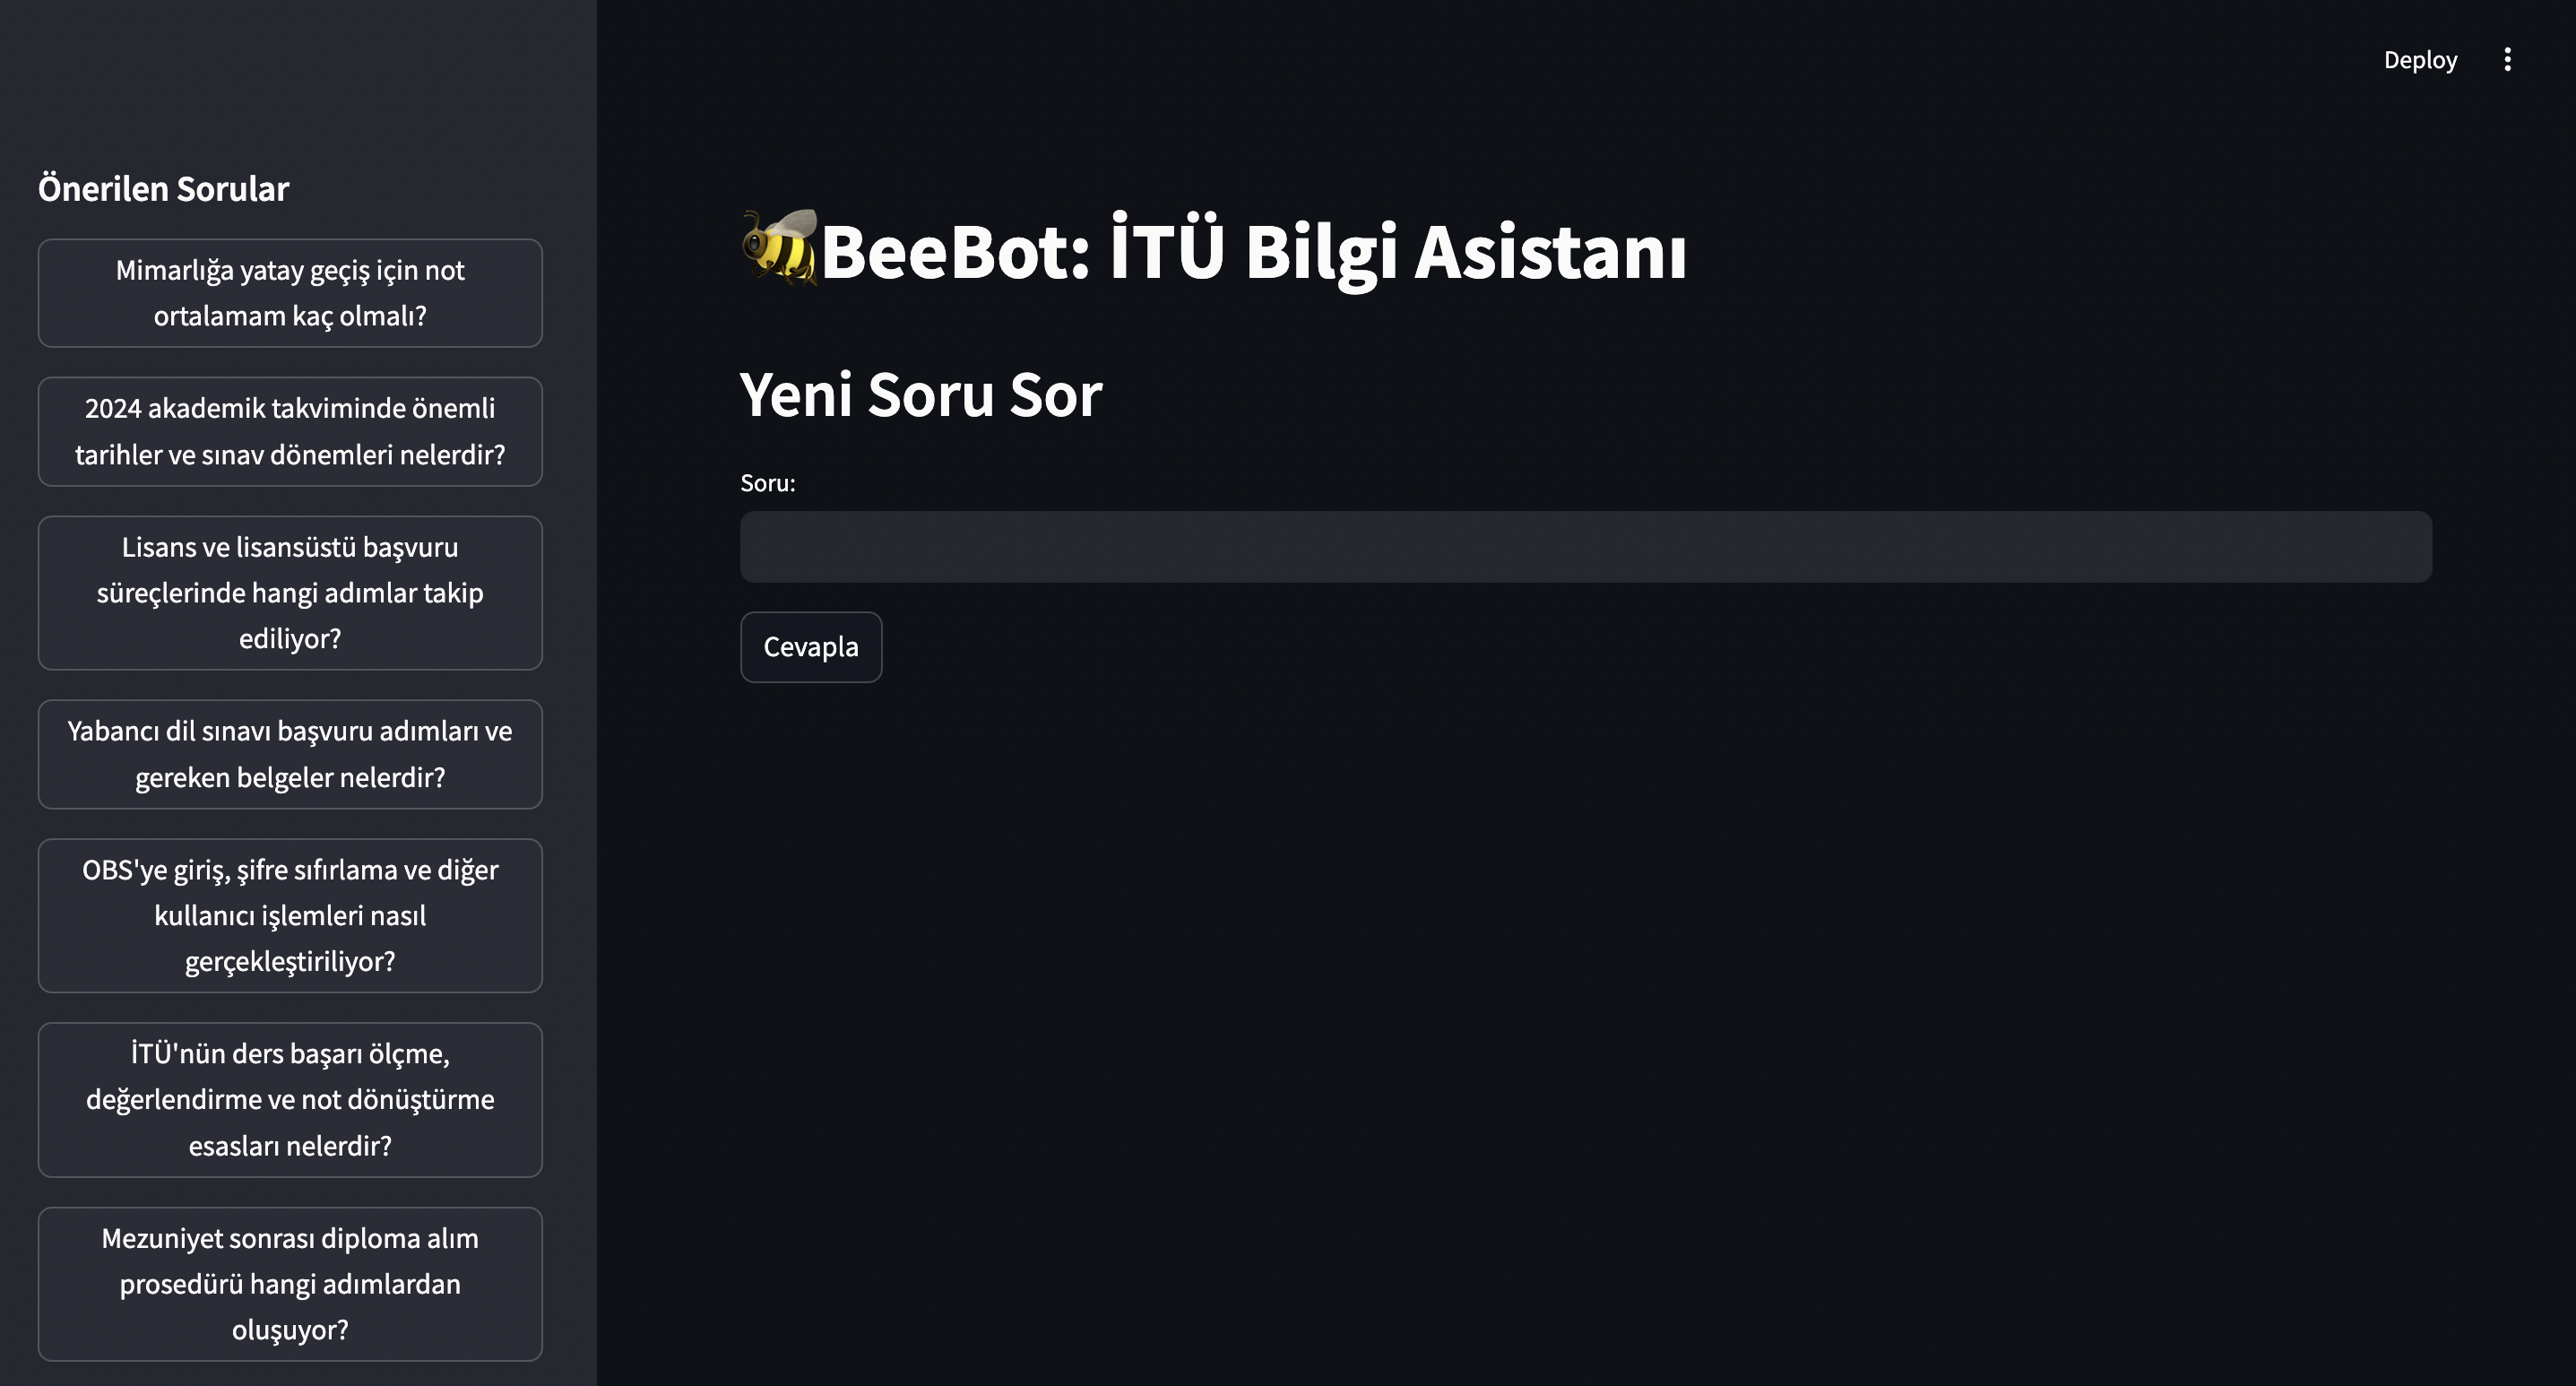 Deploy
Önerilen Sorular
Mimarlığa yatay geçiş için not
ortalamam kaç olmalı?
2024 akademik takviminde önemli
tarihler ve sınav dönemleri nelerdir?
Lisans ve lisansüstü başvuru
süreçlerinde hangi adımlar takip
ediliyor?
Yabancı dil sınavı başvuru adımları ve
gereken belgeler nelerdir?
OBS'ye giriş, şifre sıfırlama ve diğer
kullanıcı işlemleri nasıl
gerçekleştiriliyor?
İTÜ'nün ders başarı ölçme,
değerlendirme ve not dönüştürme
esasları nelerdir?
Mezuniyet sonrası diploma alım
prosedürü hangi adımlardan
oluşuyor?
BeeBot: İTÜ Bilgi Asistanı
Yeni Soru Sor
Soru:
Cevapla